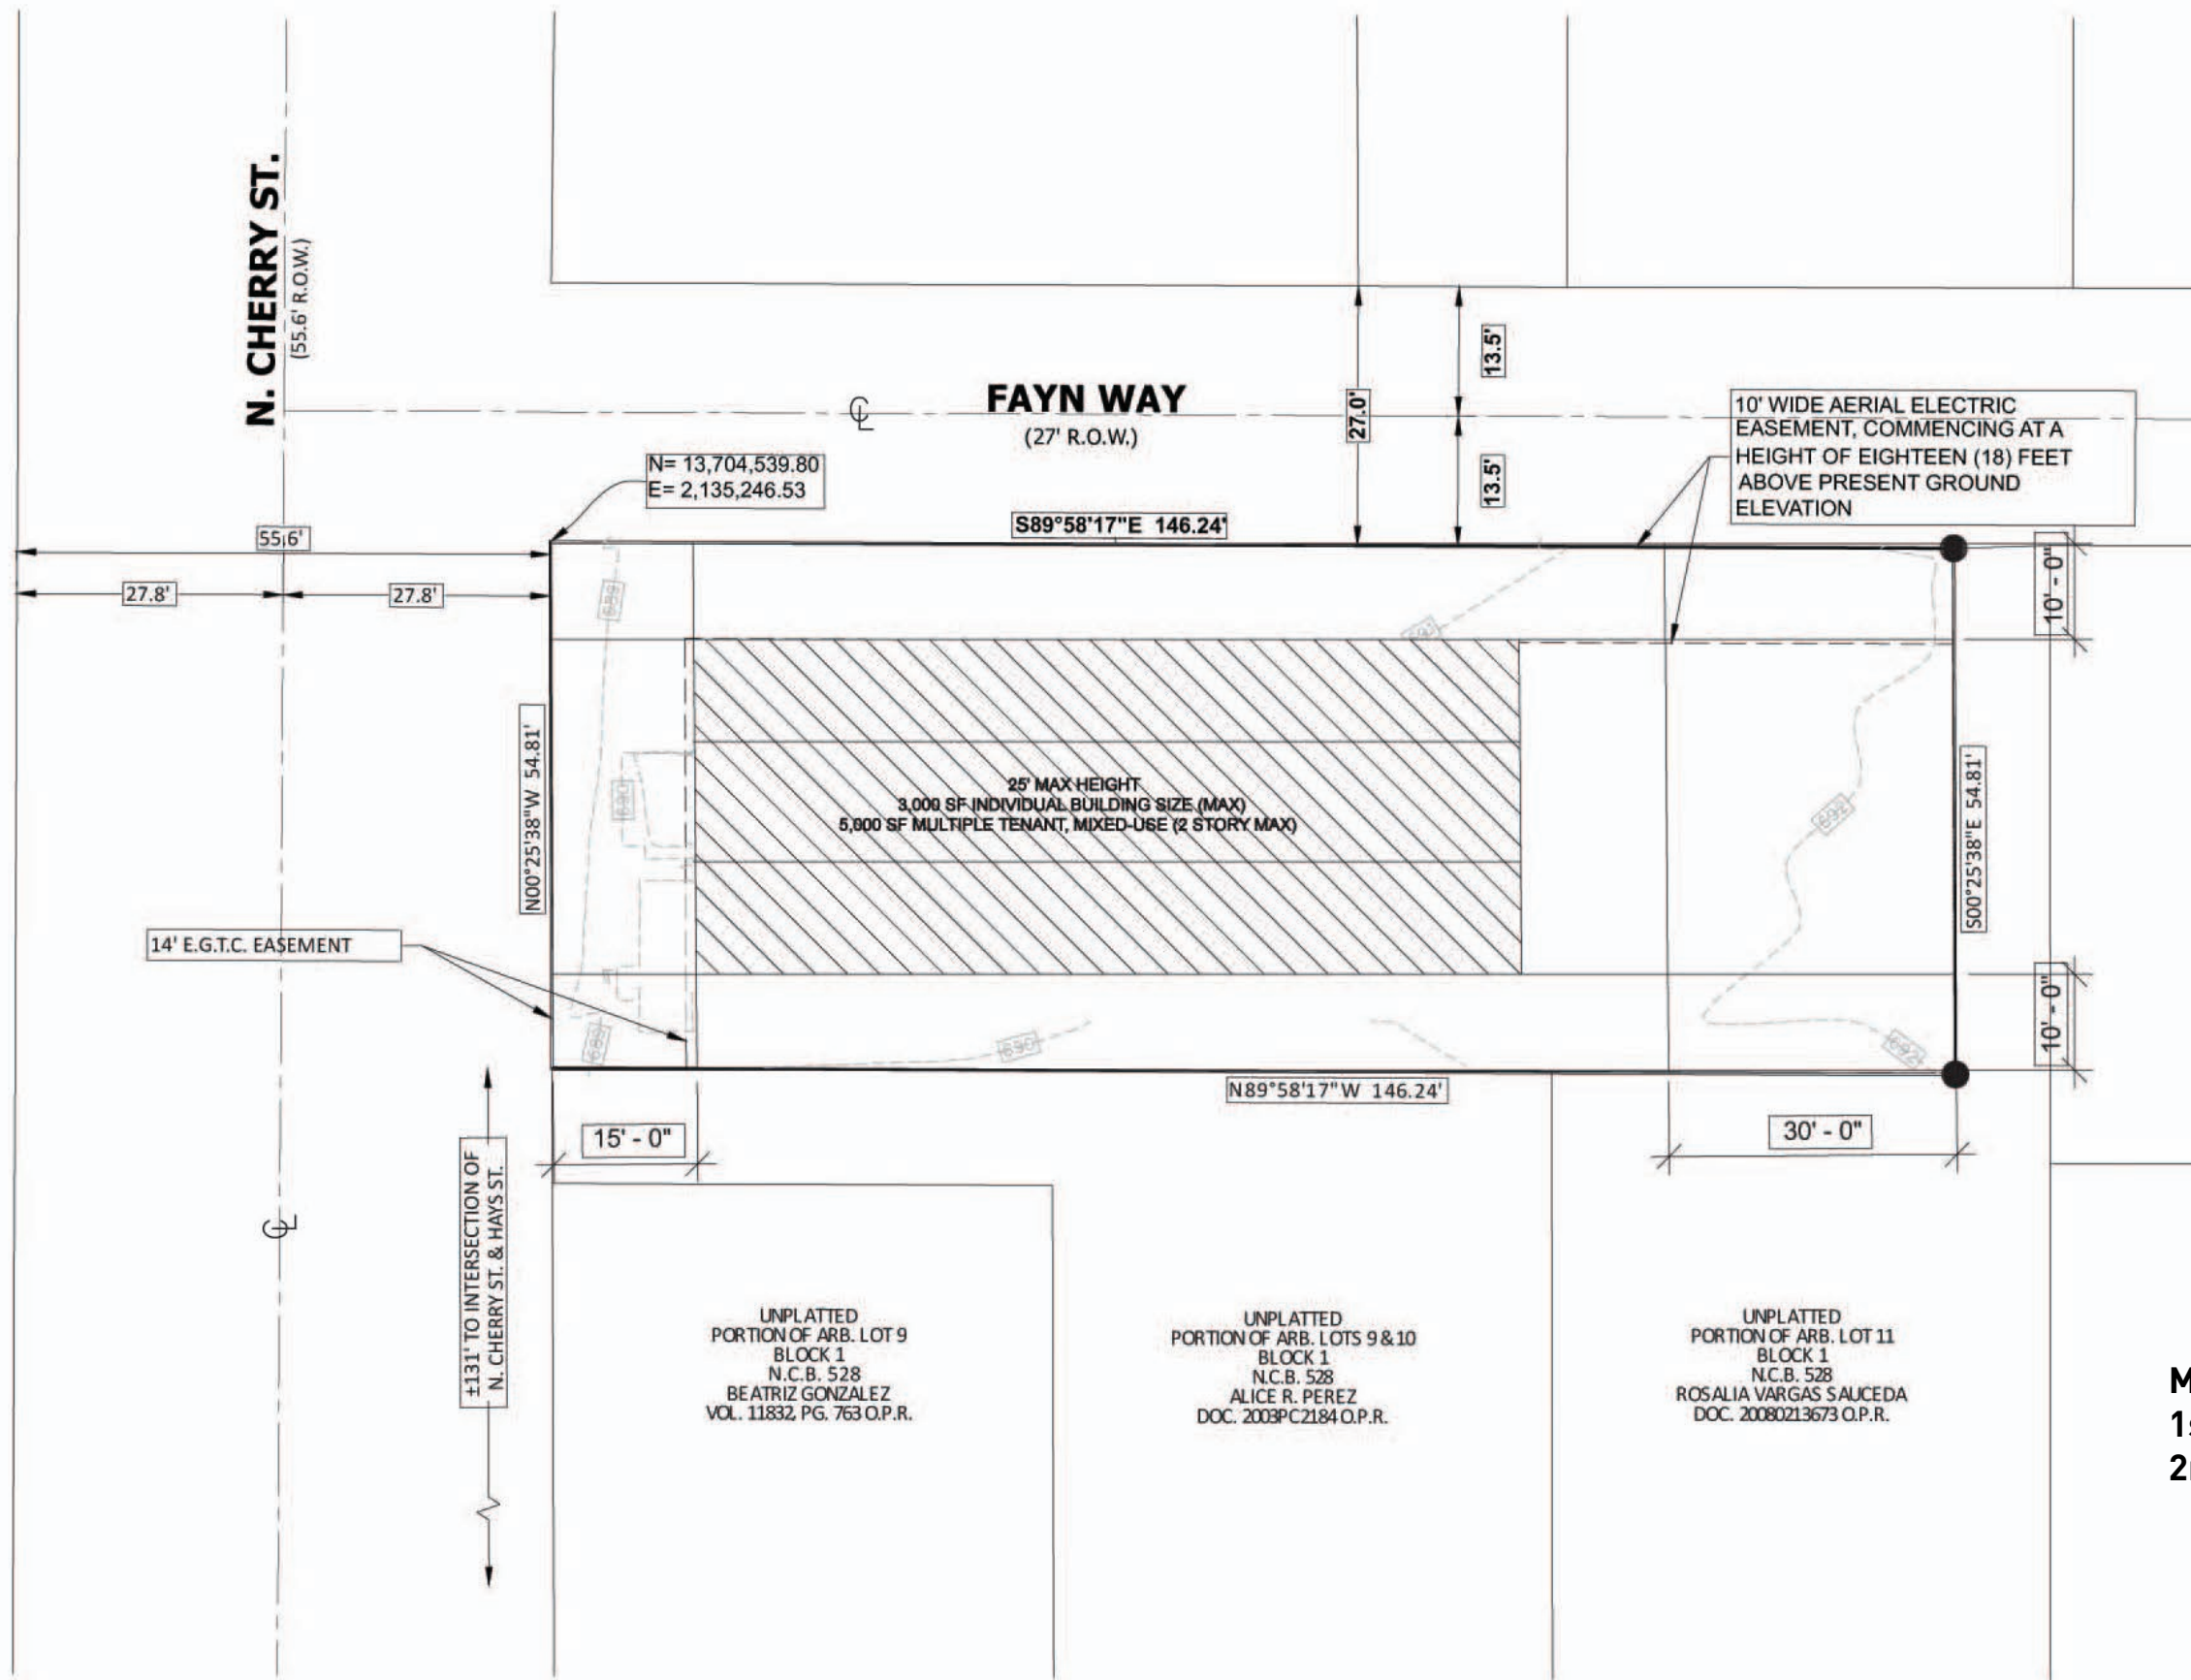 N. CHERRY ST.
(55.6' R.O.W.)
FAYN WAY
(27' R.O.W.)
13.5'
27.0'
13.5'
10' WIDE AERIAL ELECTRIC
EASEMENT, COMMENCING AT A
HEIGHT OF EIGHTEEN (18) FEET
ABOVE PRESENT GROUND
ELEVATION
N= 13,704,539.80
E= 2,135,246.53
S89°58'17"E 146.24'
55.6'
27.8'
27.8'
689
10' - 0"
N00°25'38"W 54.81'
690
25' MAX HEIGHT
3,000 SF INDIVIDUAL BUILDING SIZE (MAX)
5,000 SF MULTIPLE TENANT, MIXED-USE (2 STORY MAX)
692
S00°25'38"E 54.81'
14' E.G.T.C. EASEMENT
689
690
692
10' - 0"
N89°58'17"W 146.24'
15' - 0"
30' - 0"
±131' TO INTERSECTION OF
N. CHERRY ST. & HAYS ST.
UNPLATTED
PORTION OF ARB. LOT 9
BLOCK 1
N.C.B. 528
BEATRIZ GONZALEZ
VOL. 11832, PG. 763 O.P.R.
UNPLATTED
PORTION OF ARB. LOTS 9 & 10
BLOCK 1
N.C.B. 528
ALICE R. PEREZ
DOC. 2003PC2184 O.P.R.
UNPLATTED
PORTION OF ARB. LOT 11
BLOCK 1
N.C.B. 528
ROSALIA VARGAS SAUCEDA
DOC. 20080213673 O.P.R.